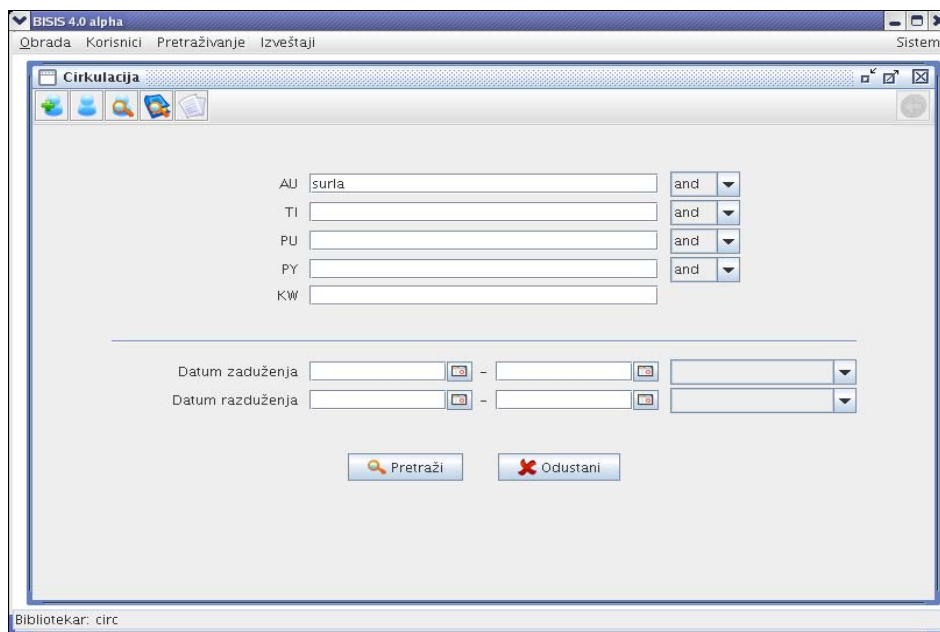 BISIS 4.0 alpha
Obrada Korisnici Pretraživanje Izveštaji Sistem
Cirkulacija
AU surla and
TI and
PU and
PY and
KW
Datum zaduženja –
Datum razduženja –
Pretraži Odustani
Bibliotekar: circ